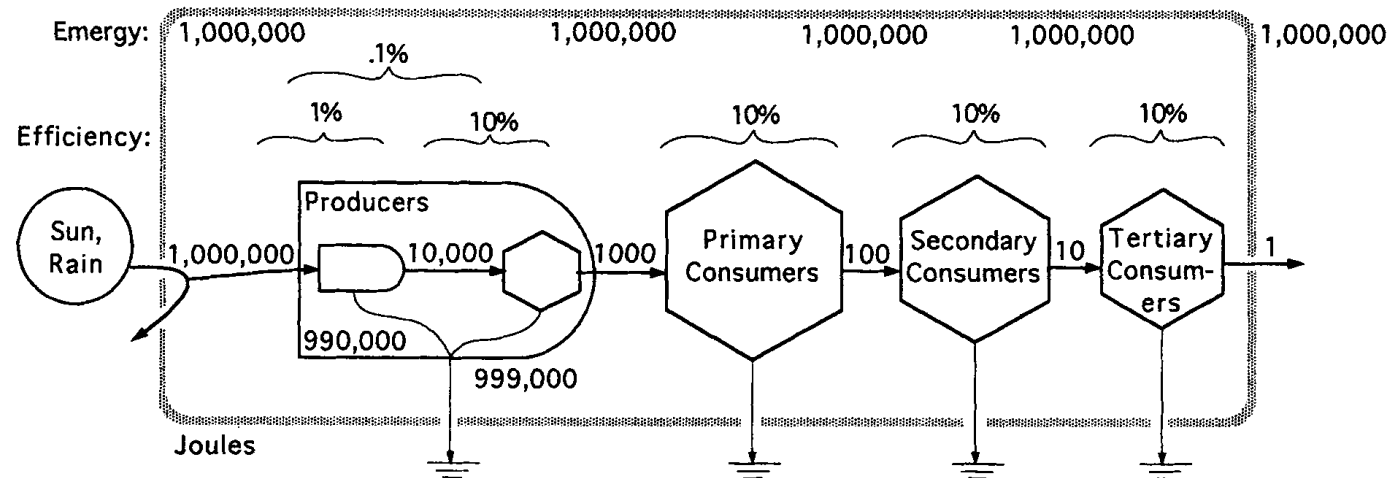 Emergy: 1,000,000 1,000,000 1,000,000 1,000,000 1,000,000
.1%
Efficiency: 1% 10% 10% 10% 10%
Sun,
Rain
1,000,000
Producers
10,000
1000
Primary
Consumers
100
Secondary
Consumers
10
Tertiary
Consum-
ers
1
990,000
999,000
Joules